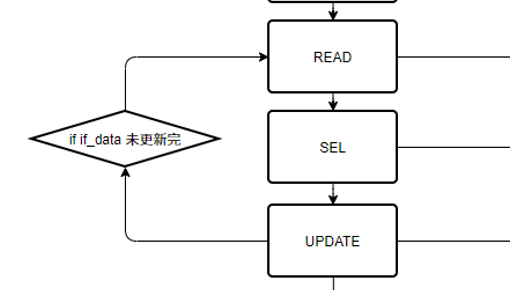 READ
if if_data 未更新完
SEL
UPDATE